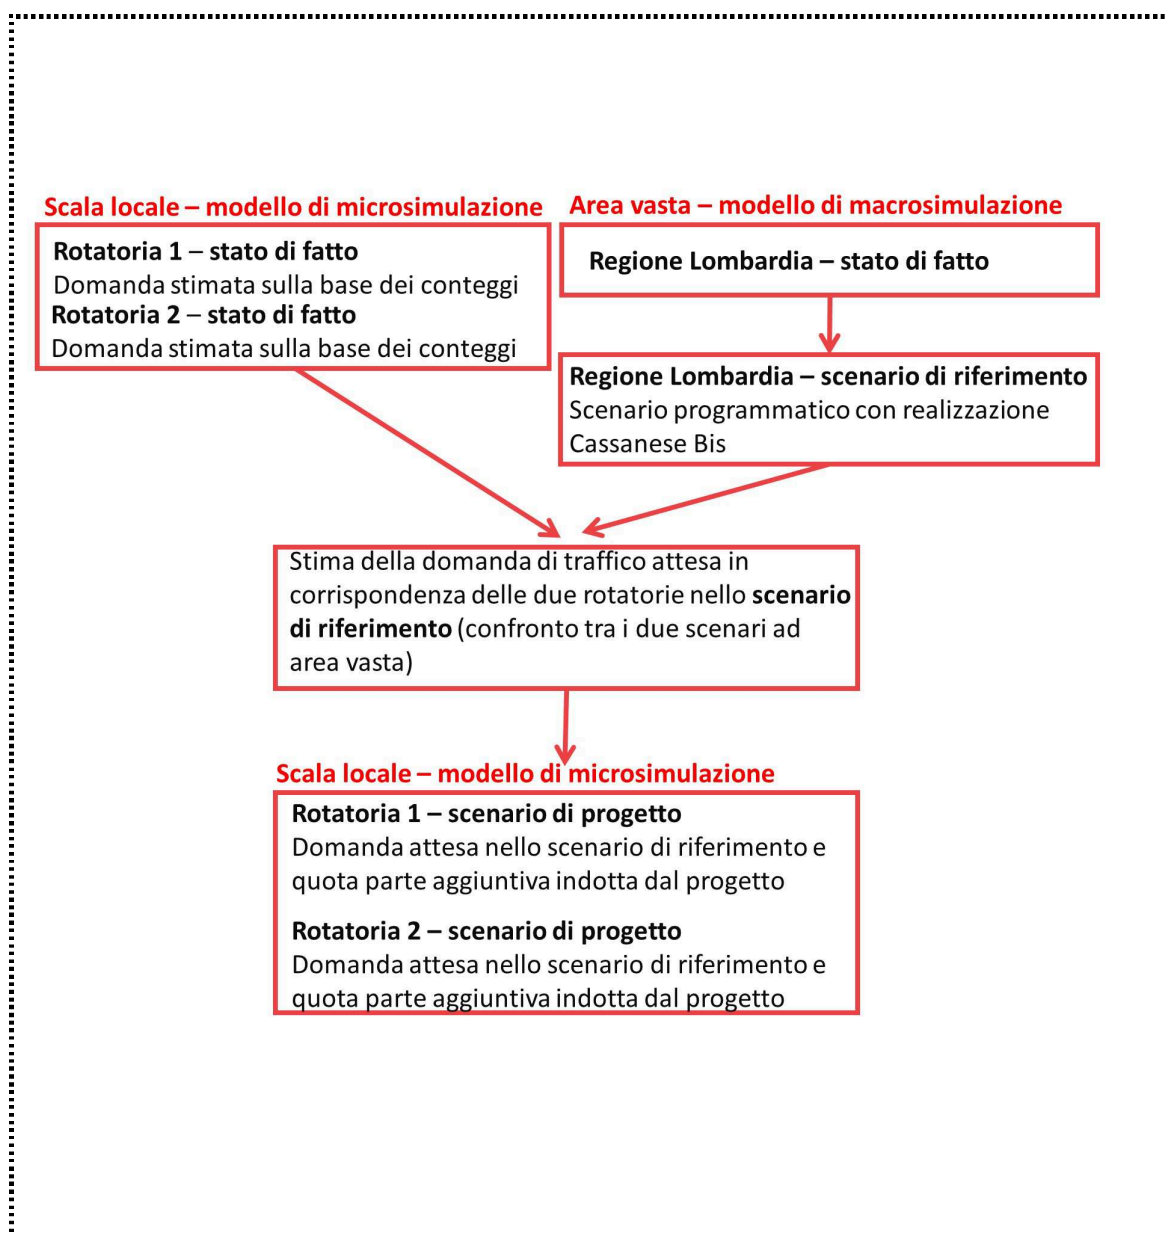 Scala locale – modello di microsimulazione
Rotatoria 1 – stato di fatto
Domanda stimata sulla base dei conteggi
Rotatoria 2 – stato di fatto
Domanda stimata sulla base dei conteggi
Area vasta – modello di macrosimulazione
Regione Lombardia – stato di fatto
Regione Lombardia – scenario di riferimento
Scenario programmatico con realizzazione
Cassanese Bis
Stima della domanda di traffico attesa in
corrispondenza delle due rotatorie nello scenario
di riferimento (confronto tra i due scenari ad
area vasta)
Scala locale – modello di microsimulazione
Rotatoria 1 – scenario di progetto
Domanda attesa nello scenario di riferimento e
quota parte aggiuntiva indotta dal progetto
Rotatoria 2 – scenario di progetto
Domanda attesa nello scenario di riferimento e
quota parte aggiuntiva indotta dal progetto